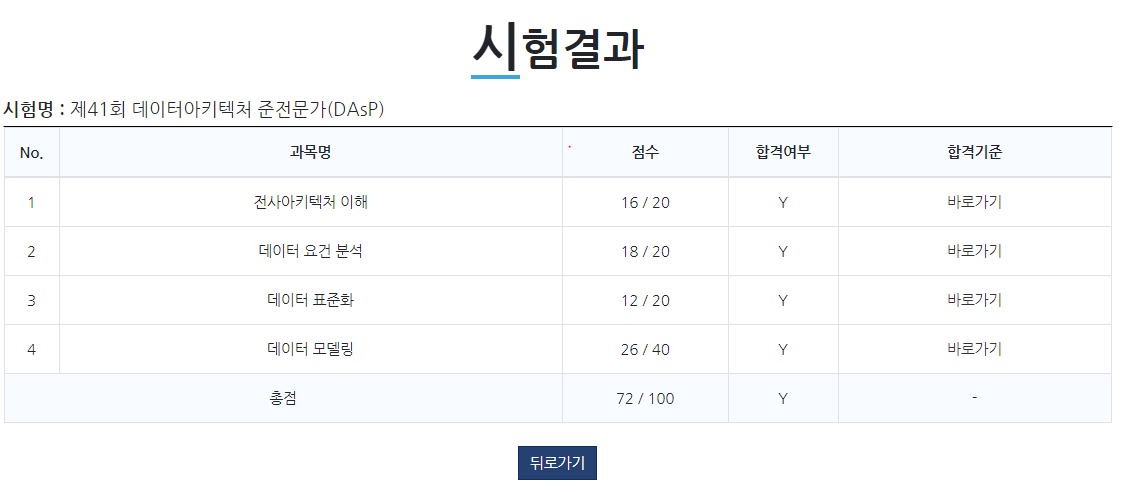 시험결과
시험명 : 제41회 데이터아키텍처 준전문가(DAsP)
No. 과목명 점수 합격여부 합격기준
1 전사아키텍처 이해 16 / 20 Y 바로가기
2 데이터 요건 분석 18 / 20 Y 바로가기
3 데이터 표준화 12 / 20 Y 바로가기
4 데이터 모델링 26 / 40 Y 바로가기
총점 72 / 100 Y -
뒤로가기